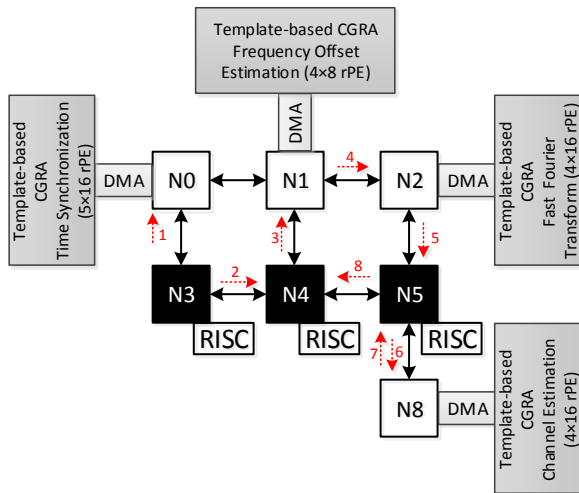 Template-based CGRA
Frequency Offset
Estimation (4×8 rPE)
DMA
Template-based
CGRA
Time Synchronization
(5×16 rPE)
DMA
N0
N1
4
N2
DMA
Template-based
CGRA
Fast Fourier
Transform (4×16 rPE)
1
3
5
2
8
N3
N4
N5
RISC
RISC
RISC
7
6
N8
DMA
Template-based
CGRA
Channel Estimation
(4×16 rPE)